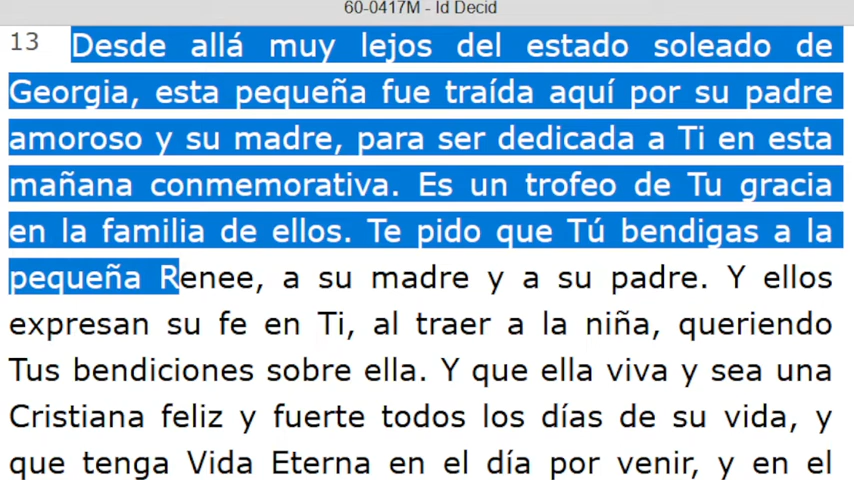 60-0417M - Id Decid
13 Desde allá muy lejos del estado soleado de
Georgia, esta pequeña fue traída aquí por su padre
amoroso y su madre, para ser dedicada a Ti en esta
mañana conmemorativa. Es un trofeo de Tu gracia
en la familia de ellos. Te pido que Tú bendigas a la
pequeña Renee, a su madre y a su padre. Y ellos
expresan su fe en Ti, al traer a la niña, queriendo
Tus bendiciones sobre ella. Y que ella viva y sea una
Cristiana feliz y fuerte todos los días de su vida, y
que tenga Vida Eterna en el día por venir, y en el